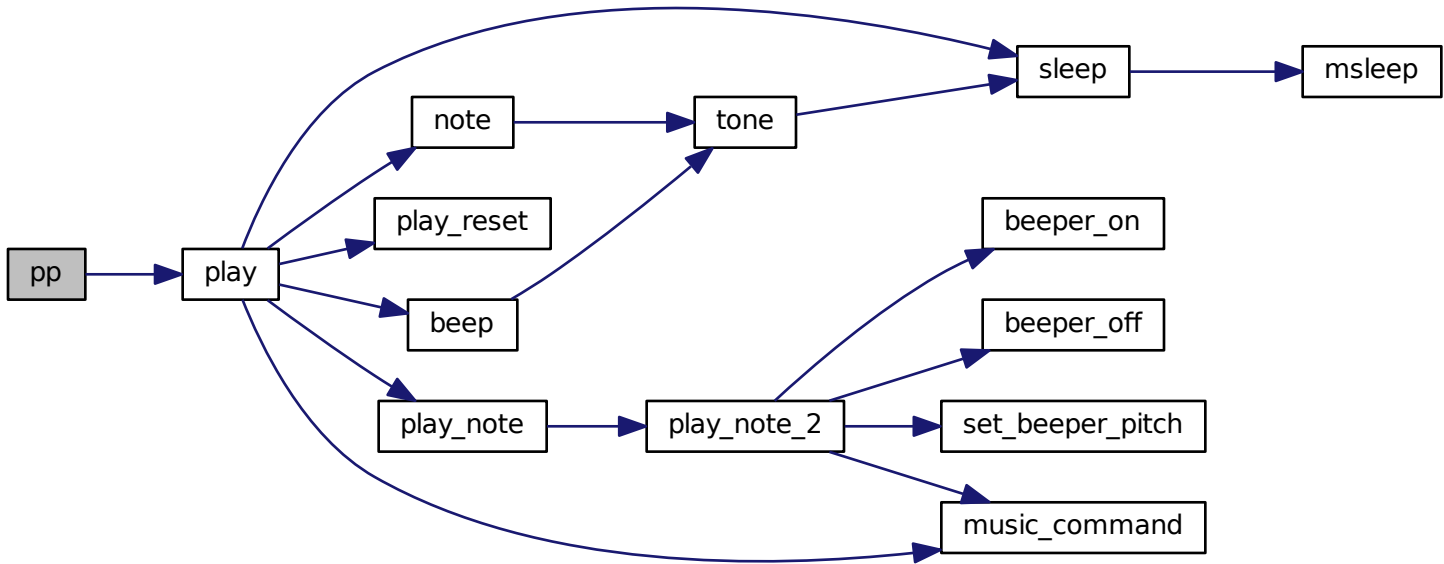 sleep
msleep
note
tone
play_reset
beeper_on
pp
play
beep
beeper_off
play_note
play_note_2
set_beeper_pitch
music_command